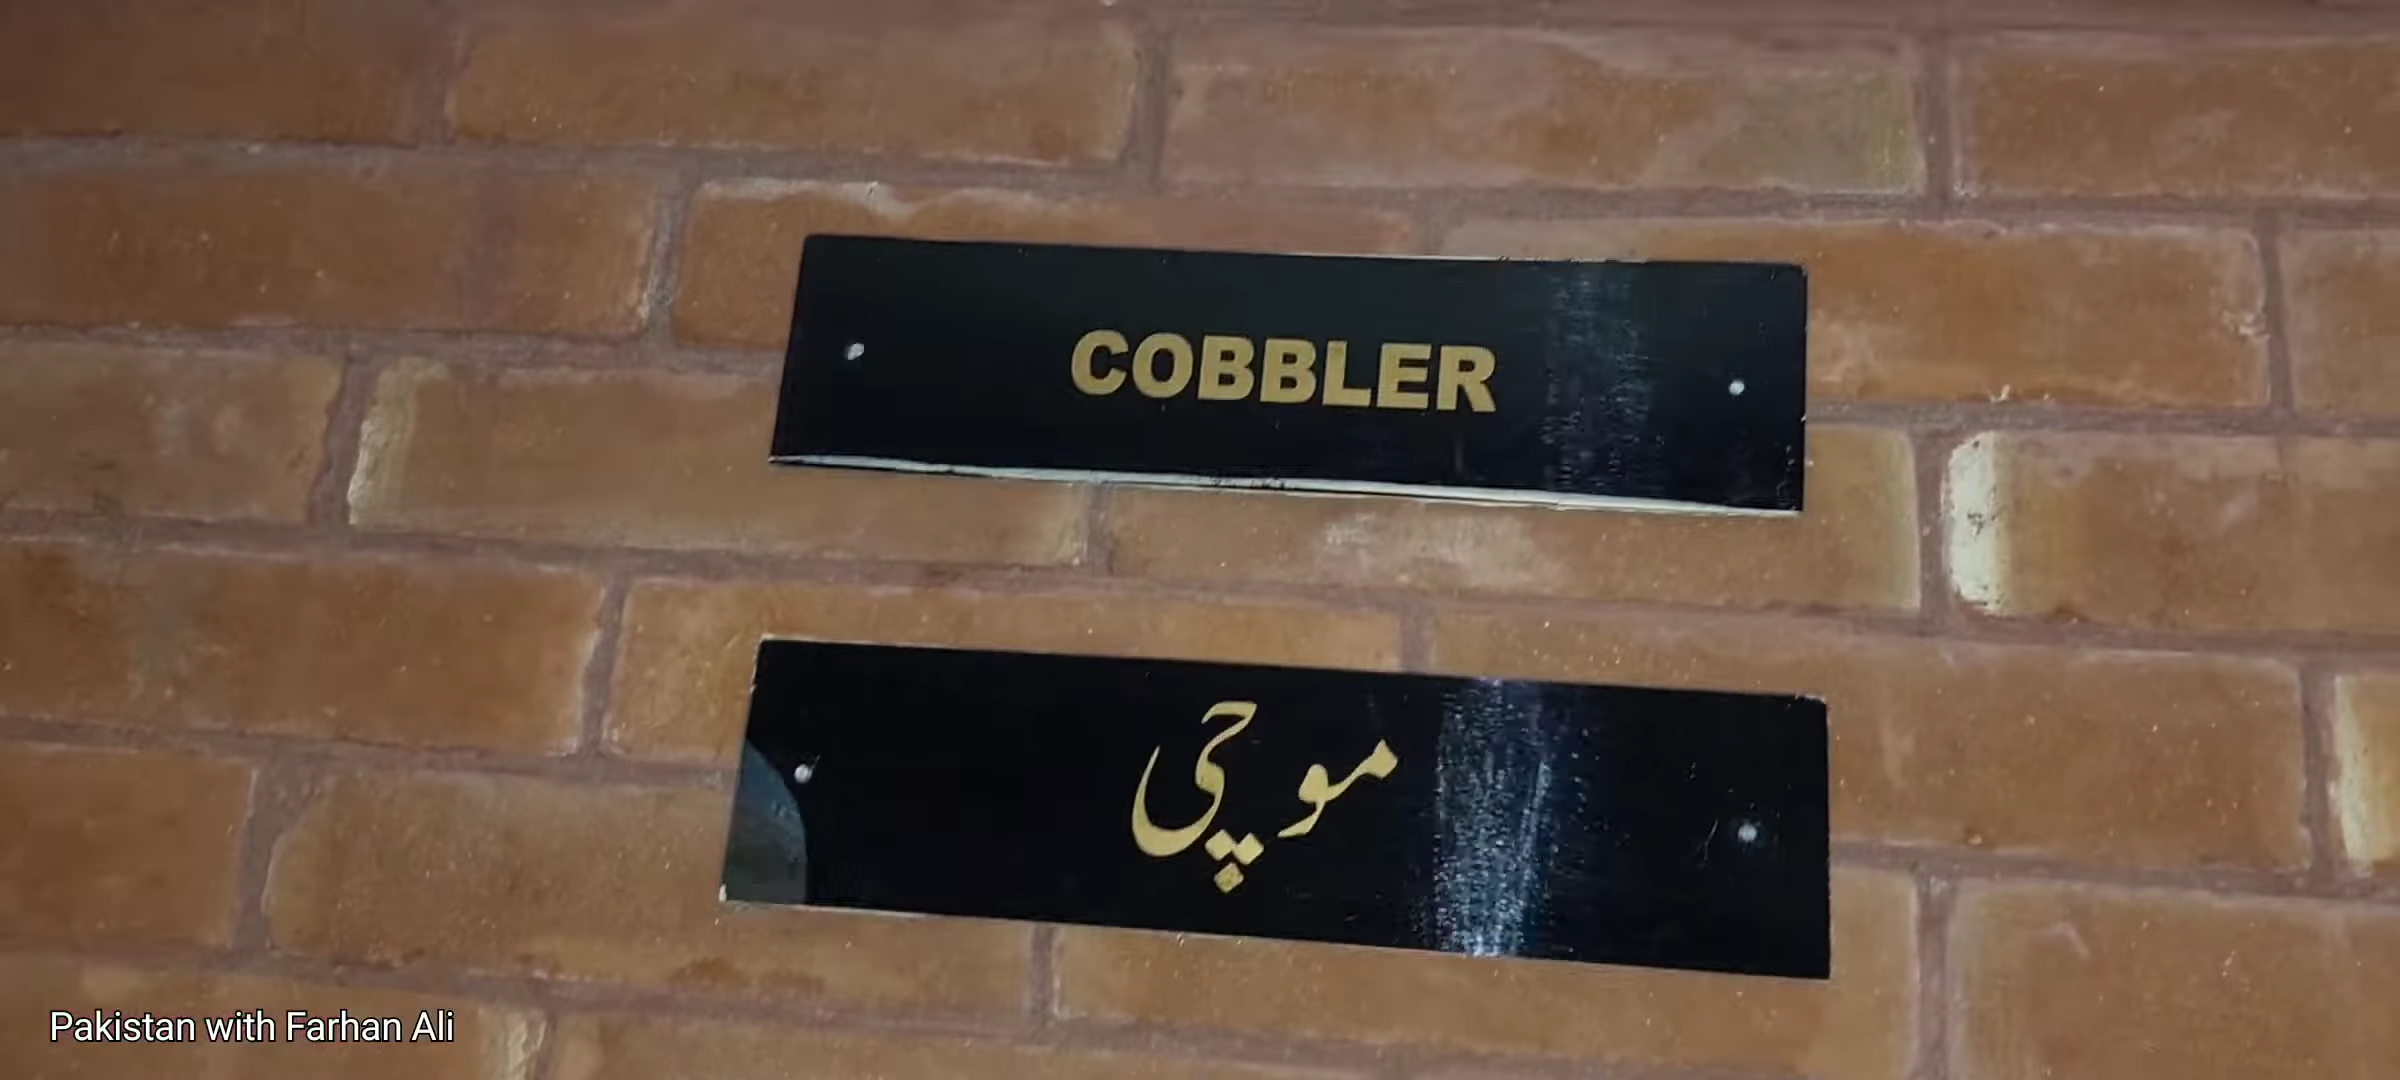 COBBLER
موچی
Pakistan with Farhan Ali